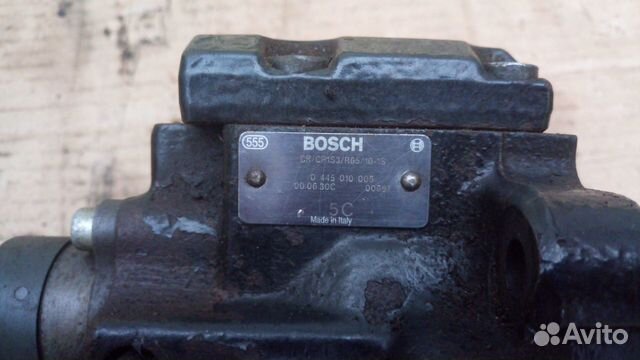 555 BOSCH
CR/CP1S3/R65/10-1S
0 445 010 005
00.06.30C
5C
Made in Italy
Avito